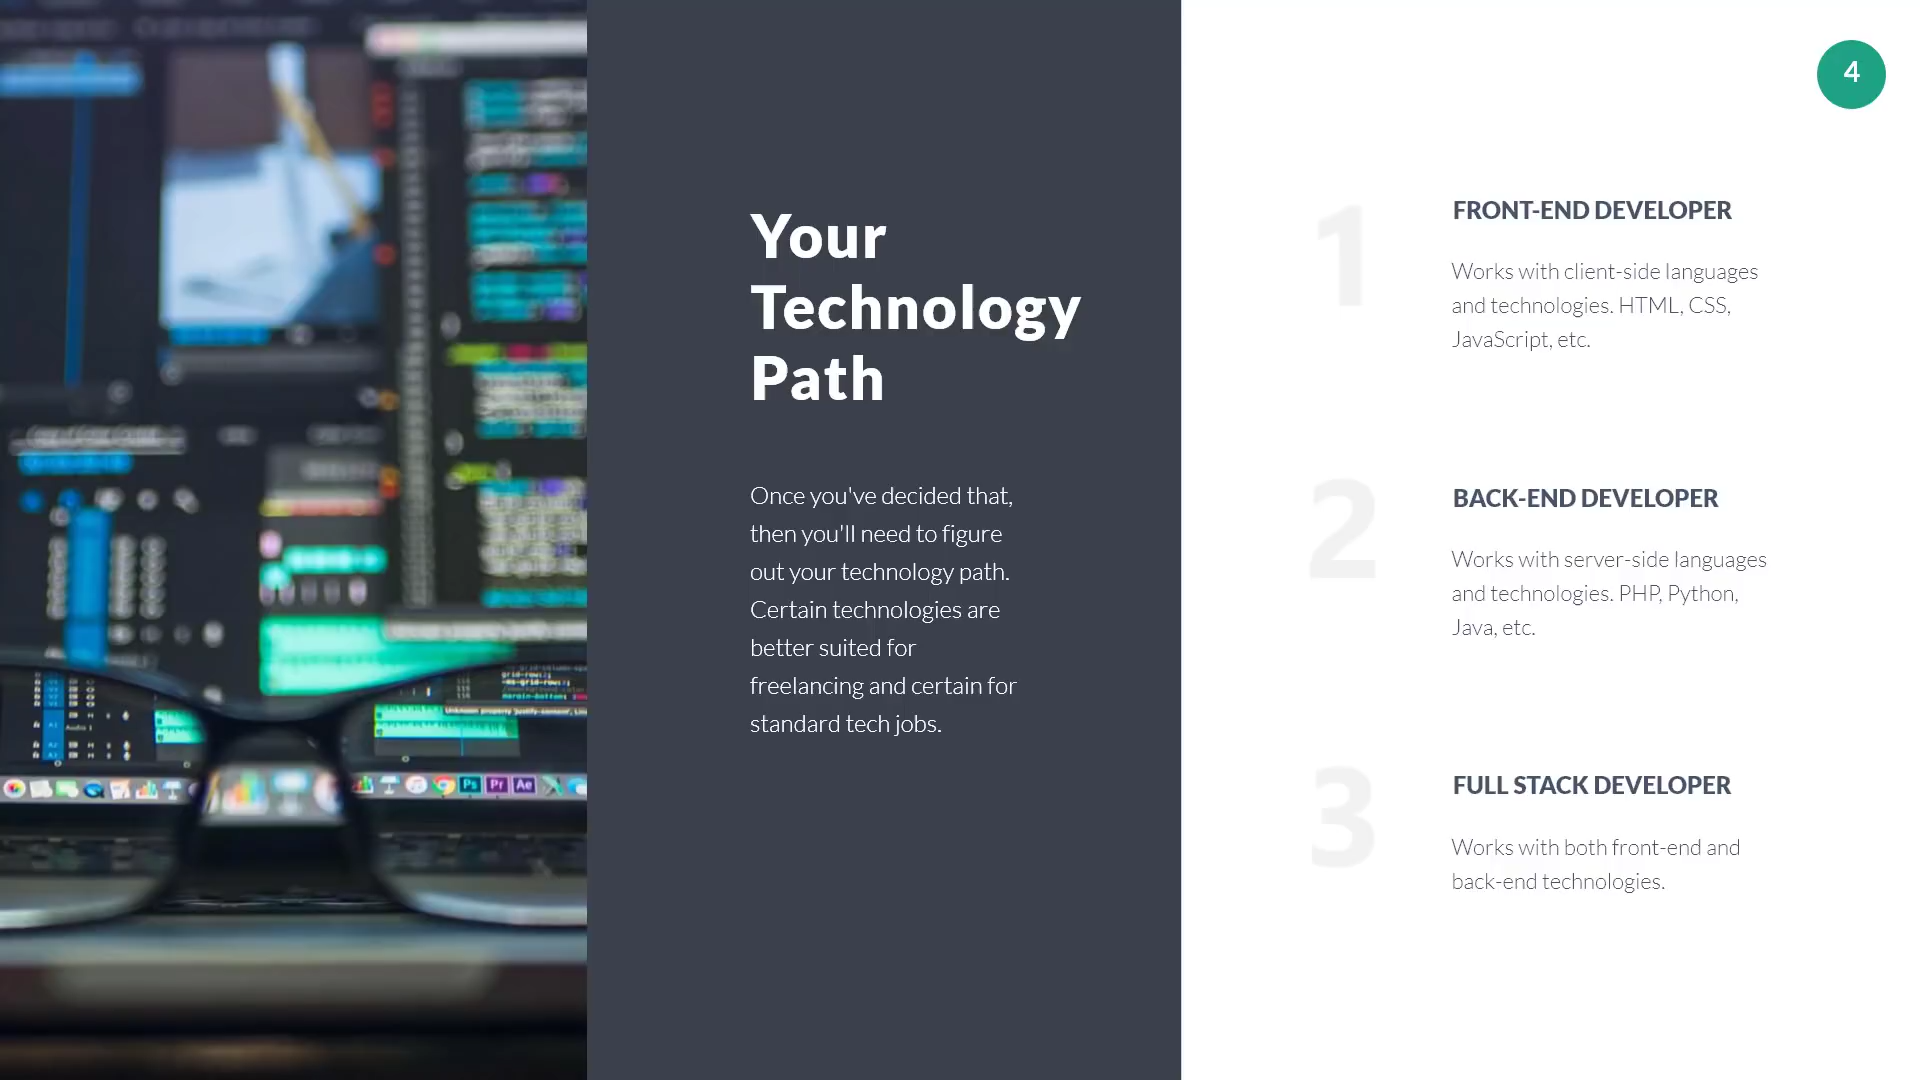 Your
Technology
Path
Once you've decided that,
then you'll need to figure
out your technology path.
Certain technologies are
better suited for
freelancing and certain for
standard tech jobs.
4
1
FRONT-END DEVELOPER
Works with client-side languages
and technologies. HTML, CSS,
JavaScript, etc.
2
BACK-END DEVELOPER
Works with server-side languages
and technologies. PHP, Python,
Java, etc.
3
FULL STACK DEVELOPER
Works with both front-end and
back-end technologies.
Ps Pr Ae